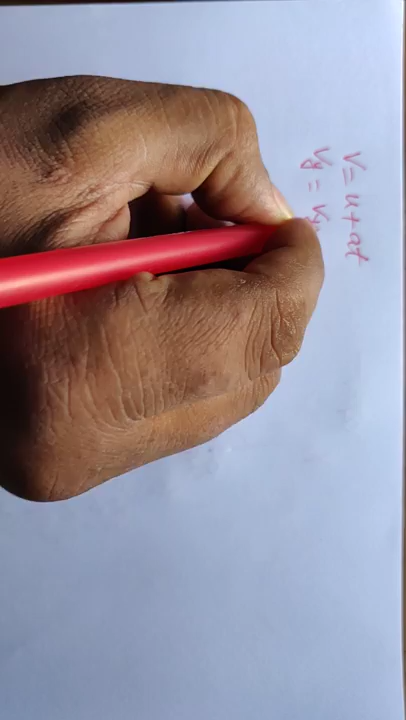 V = u + at
Vy = Vy